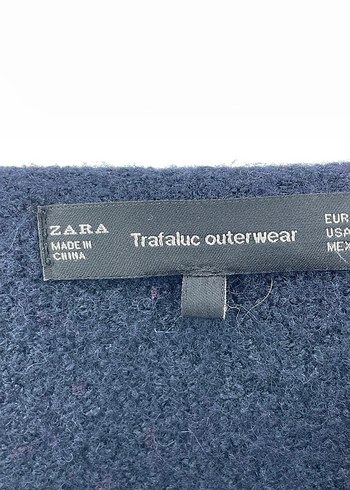 ZARA
MADE IN
CHINA
Trafaluc outerwear
EUR
USA
MEX